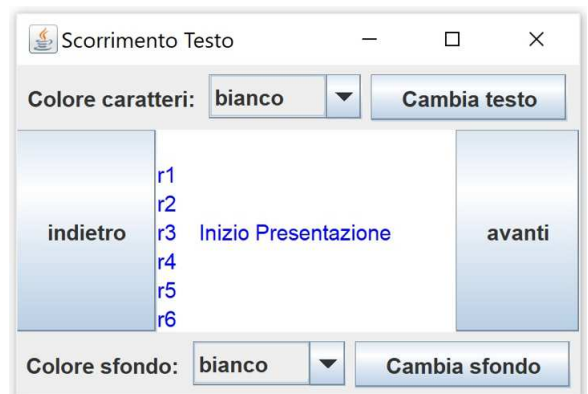 Scorrimento Testo
Colore caratteri: bianco Cambia testo
indietro
r1
r2
r3 Inizio Presentazione
r4
r5
r6
avanti
Colore sfondo: bianco Cambia sfondo